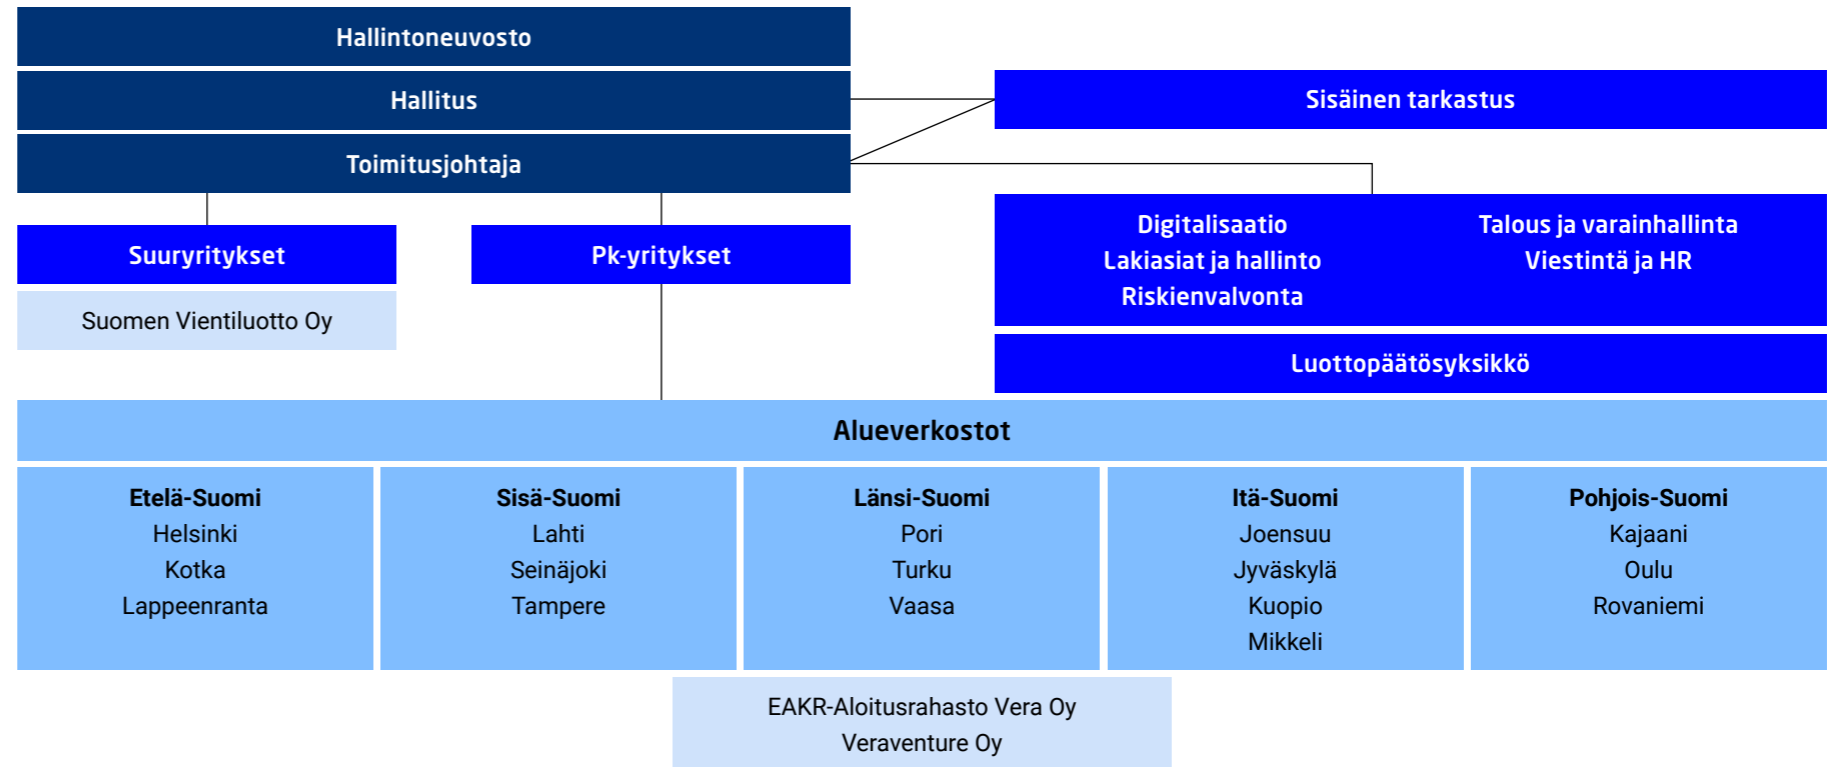 Hallintoneuvosto
Hallitus
Sisäinen tarkastus
Toimitusjohtaja
Suuryritykset
Suomen Vientiluotto Oy
Pk-yritykset
Digitalisaatio
Lakiasiat ja hallinto
Riskienvalvonta
Talous ja varainhallinta
Viestintä ja HR
Luottopäätösyksikkö
Alueverkostot
Etelä-Suomi
Helsinki
Kotka
Lappeenranta
Sisä-Suomi
Lahti
Seinäjoki
Tampere
Länsi-Suomi
Pori
Turku
Vaasa
Itä-Suomi
Joensuu
Jyväskylä
Kuopio
Mikkeli
Pohjois-Suomi
Kajaani
Oulu
Rovaniemi
EAKR-Aloitusrahasto Vera Oy
Veraventure Oy